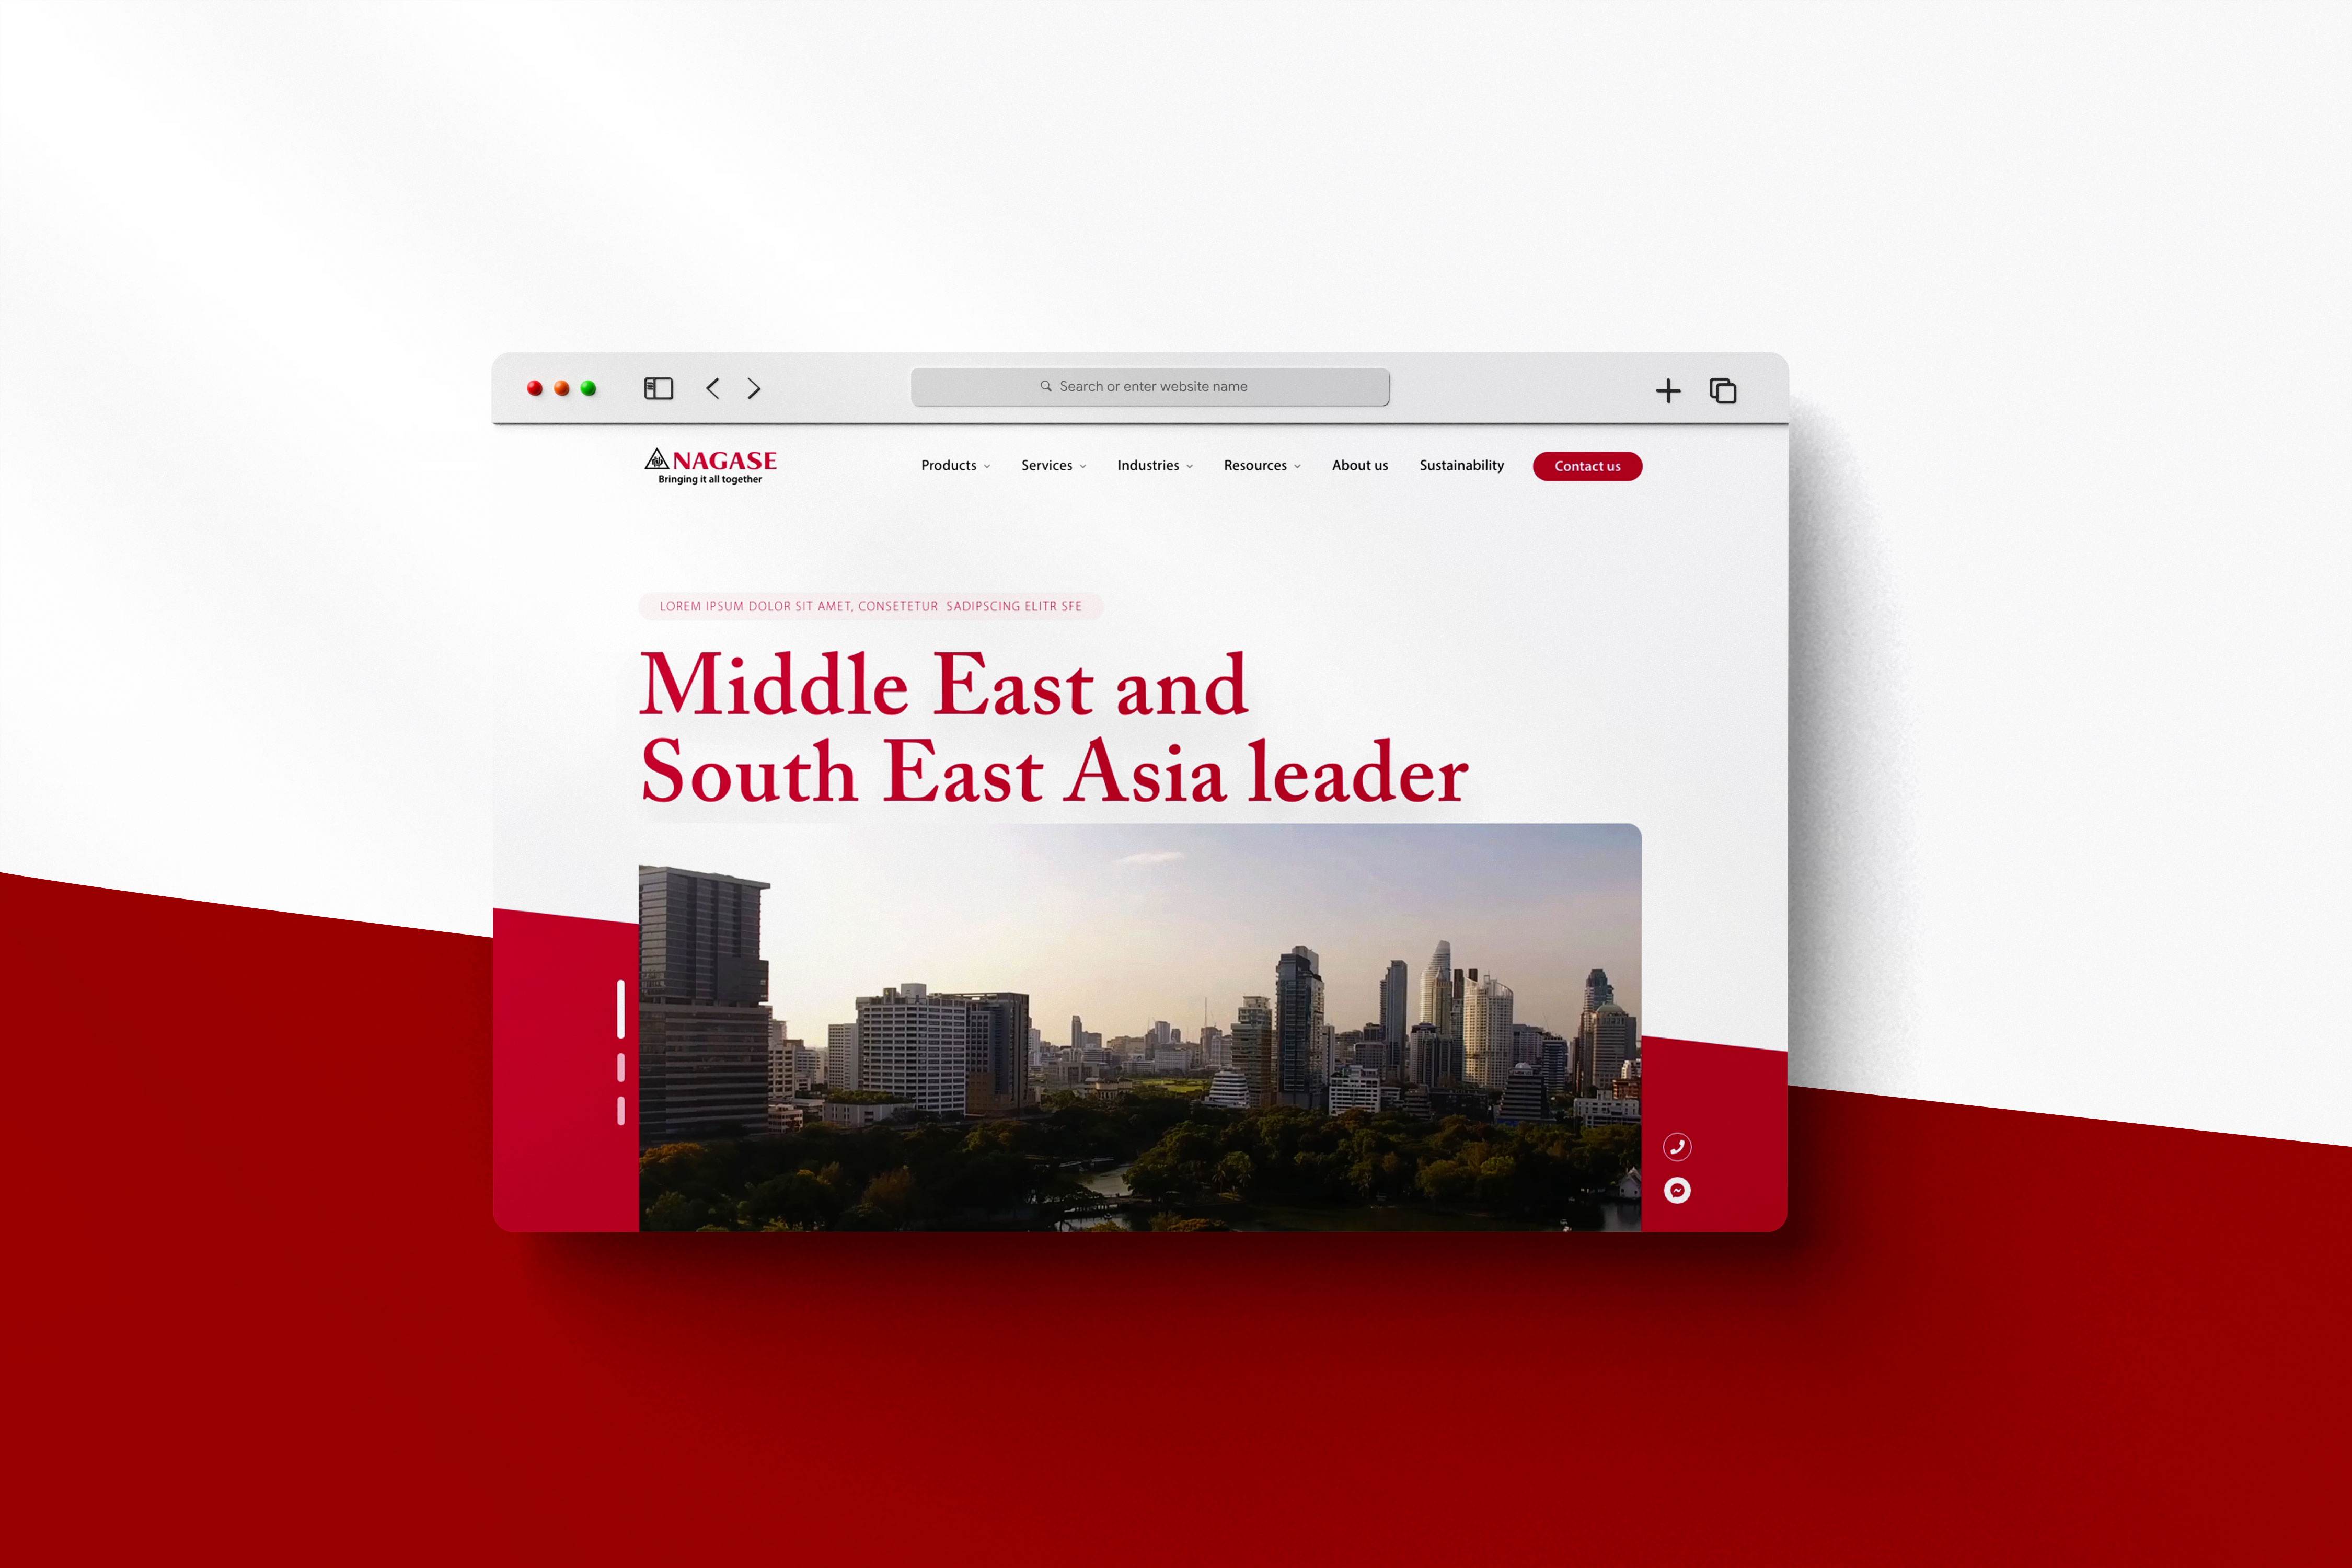 Search or enter website name
NAGASE
Bringing it all together
Products Services Industries Resources About us Sustainability Contact us
LOREM IPSUM DOLOR SIT AMET, CONSETETUR SADIPSCING ELITR SFE
Middle East and
South East Asia leader